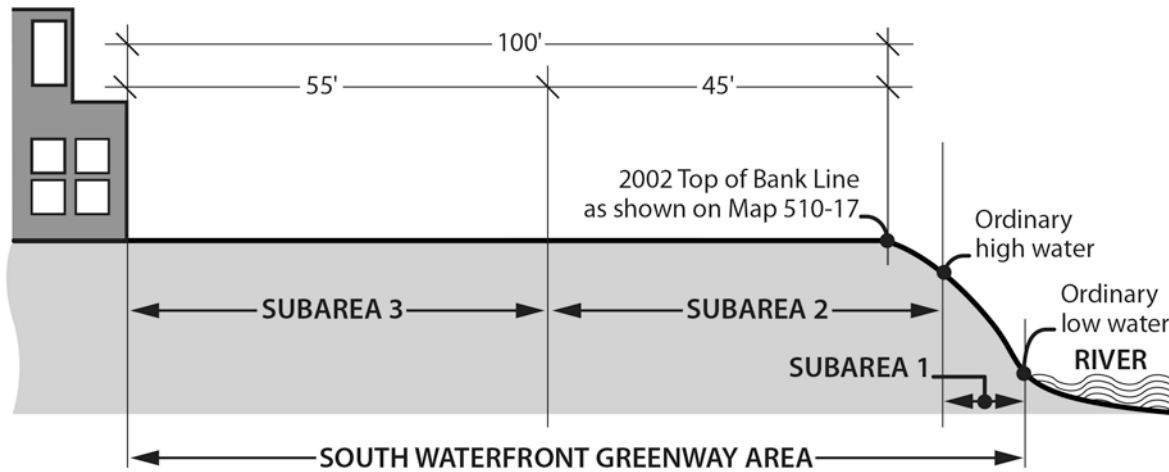 100'
55'
45'
2002 Top of Bank Line
as shown on Map 510-17
Ordinary
high water
Ordinary
low water
RIVER
SUBAREA 3
SUBAREA 2
SUBAREA 1
SOUTH WATERFRONT GREENWAY AREA